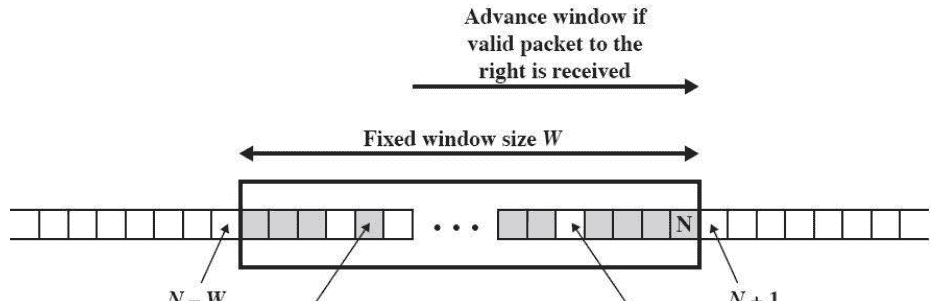 Advance window if
valid packet to the
right is received
Fixed window size W
• • •
N
N – W
N + 1